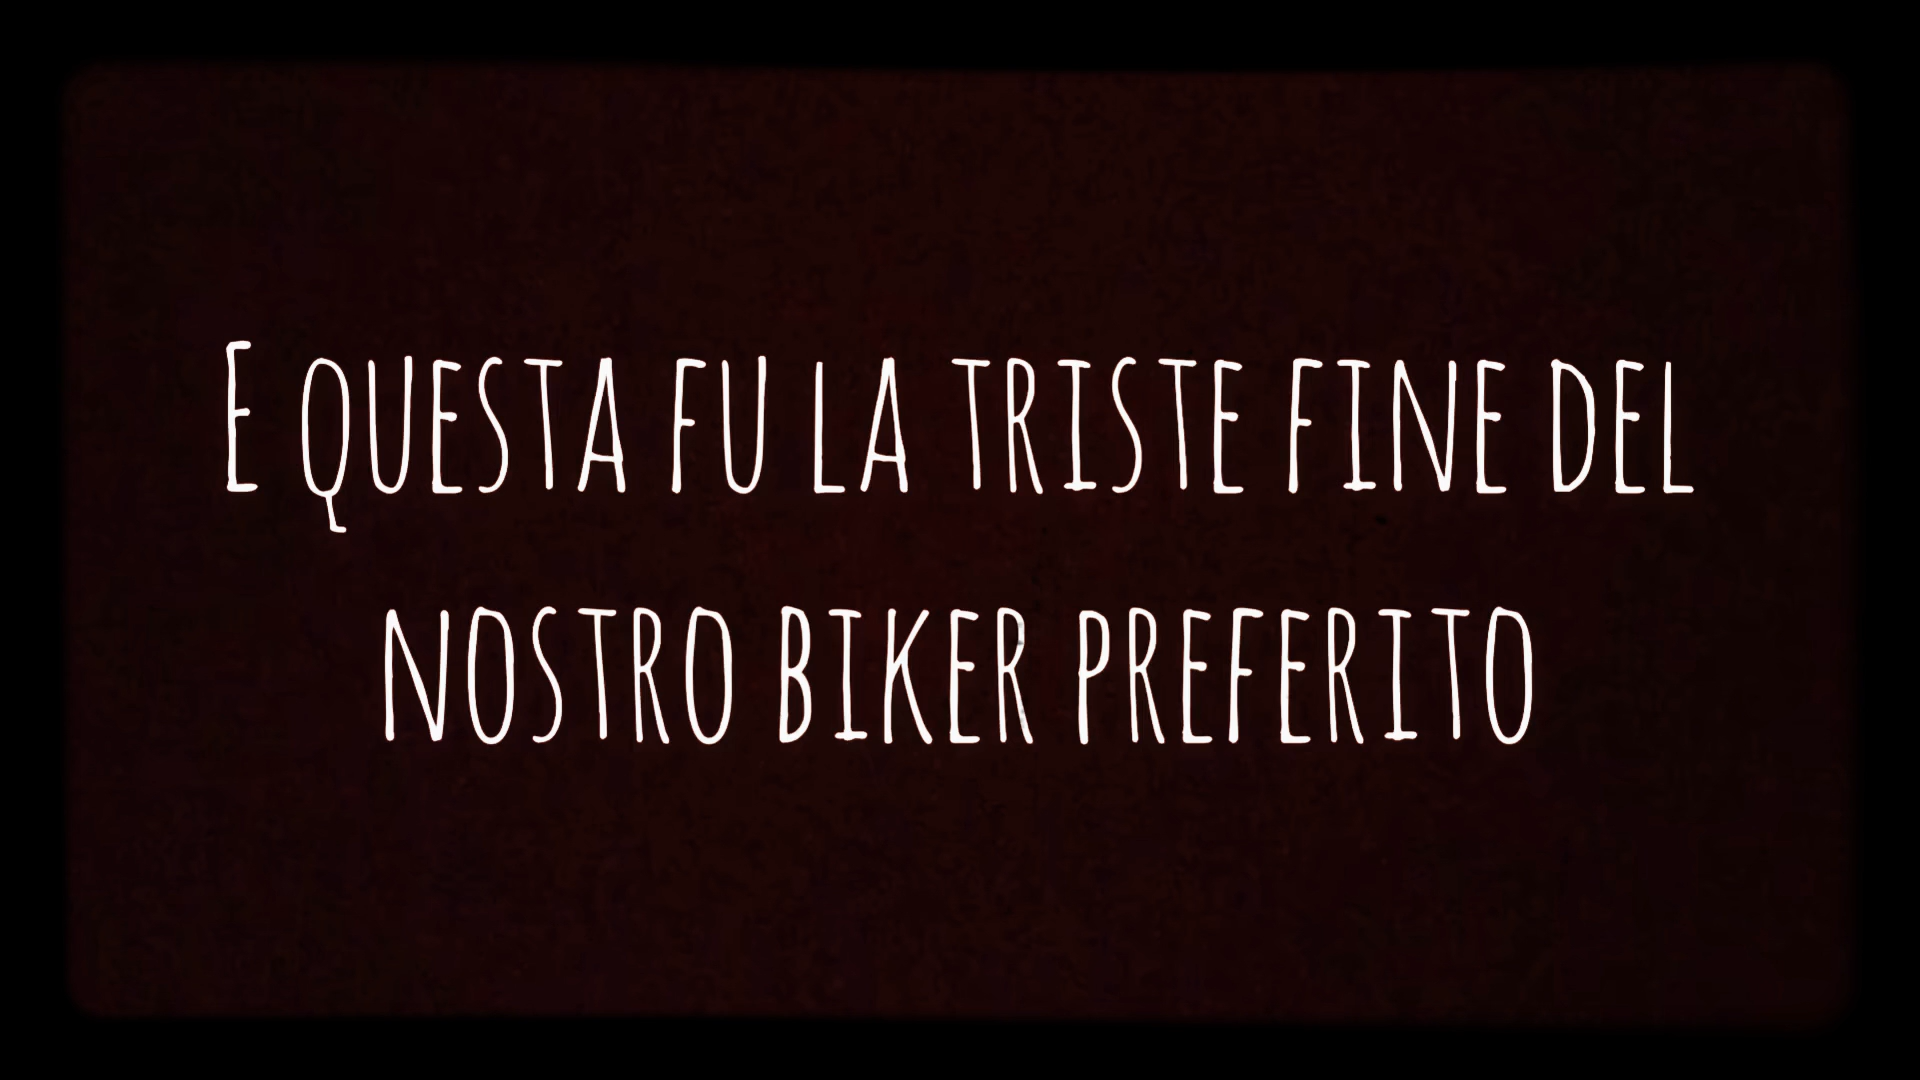 E QUESTA FU LA TRISTE FINE DEL
NOSTRO BIKER PREFERITO